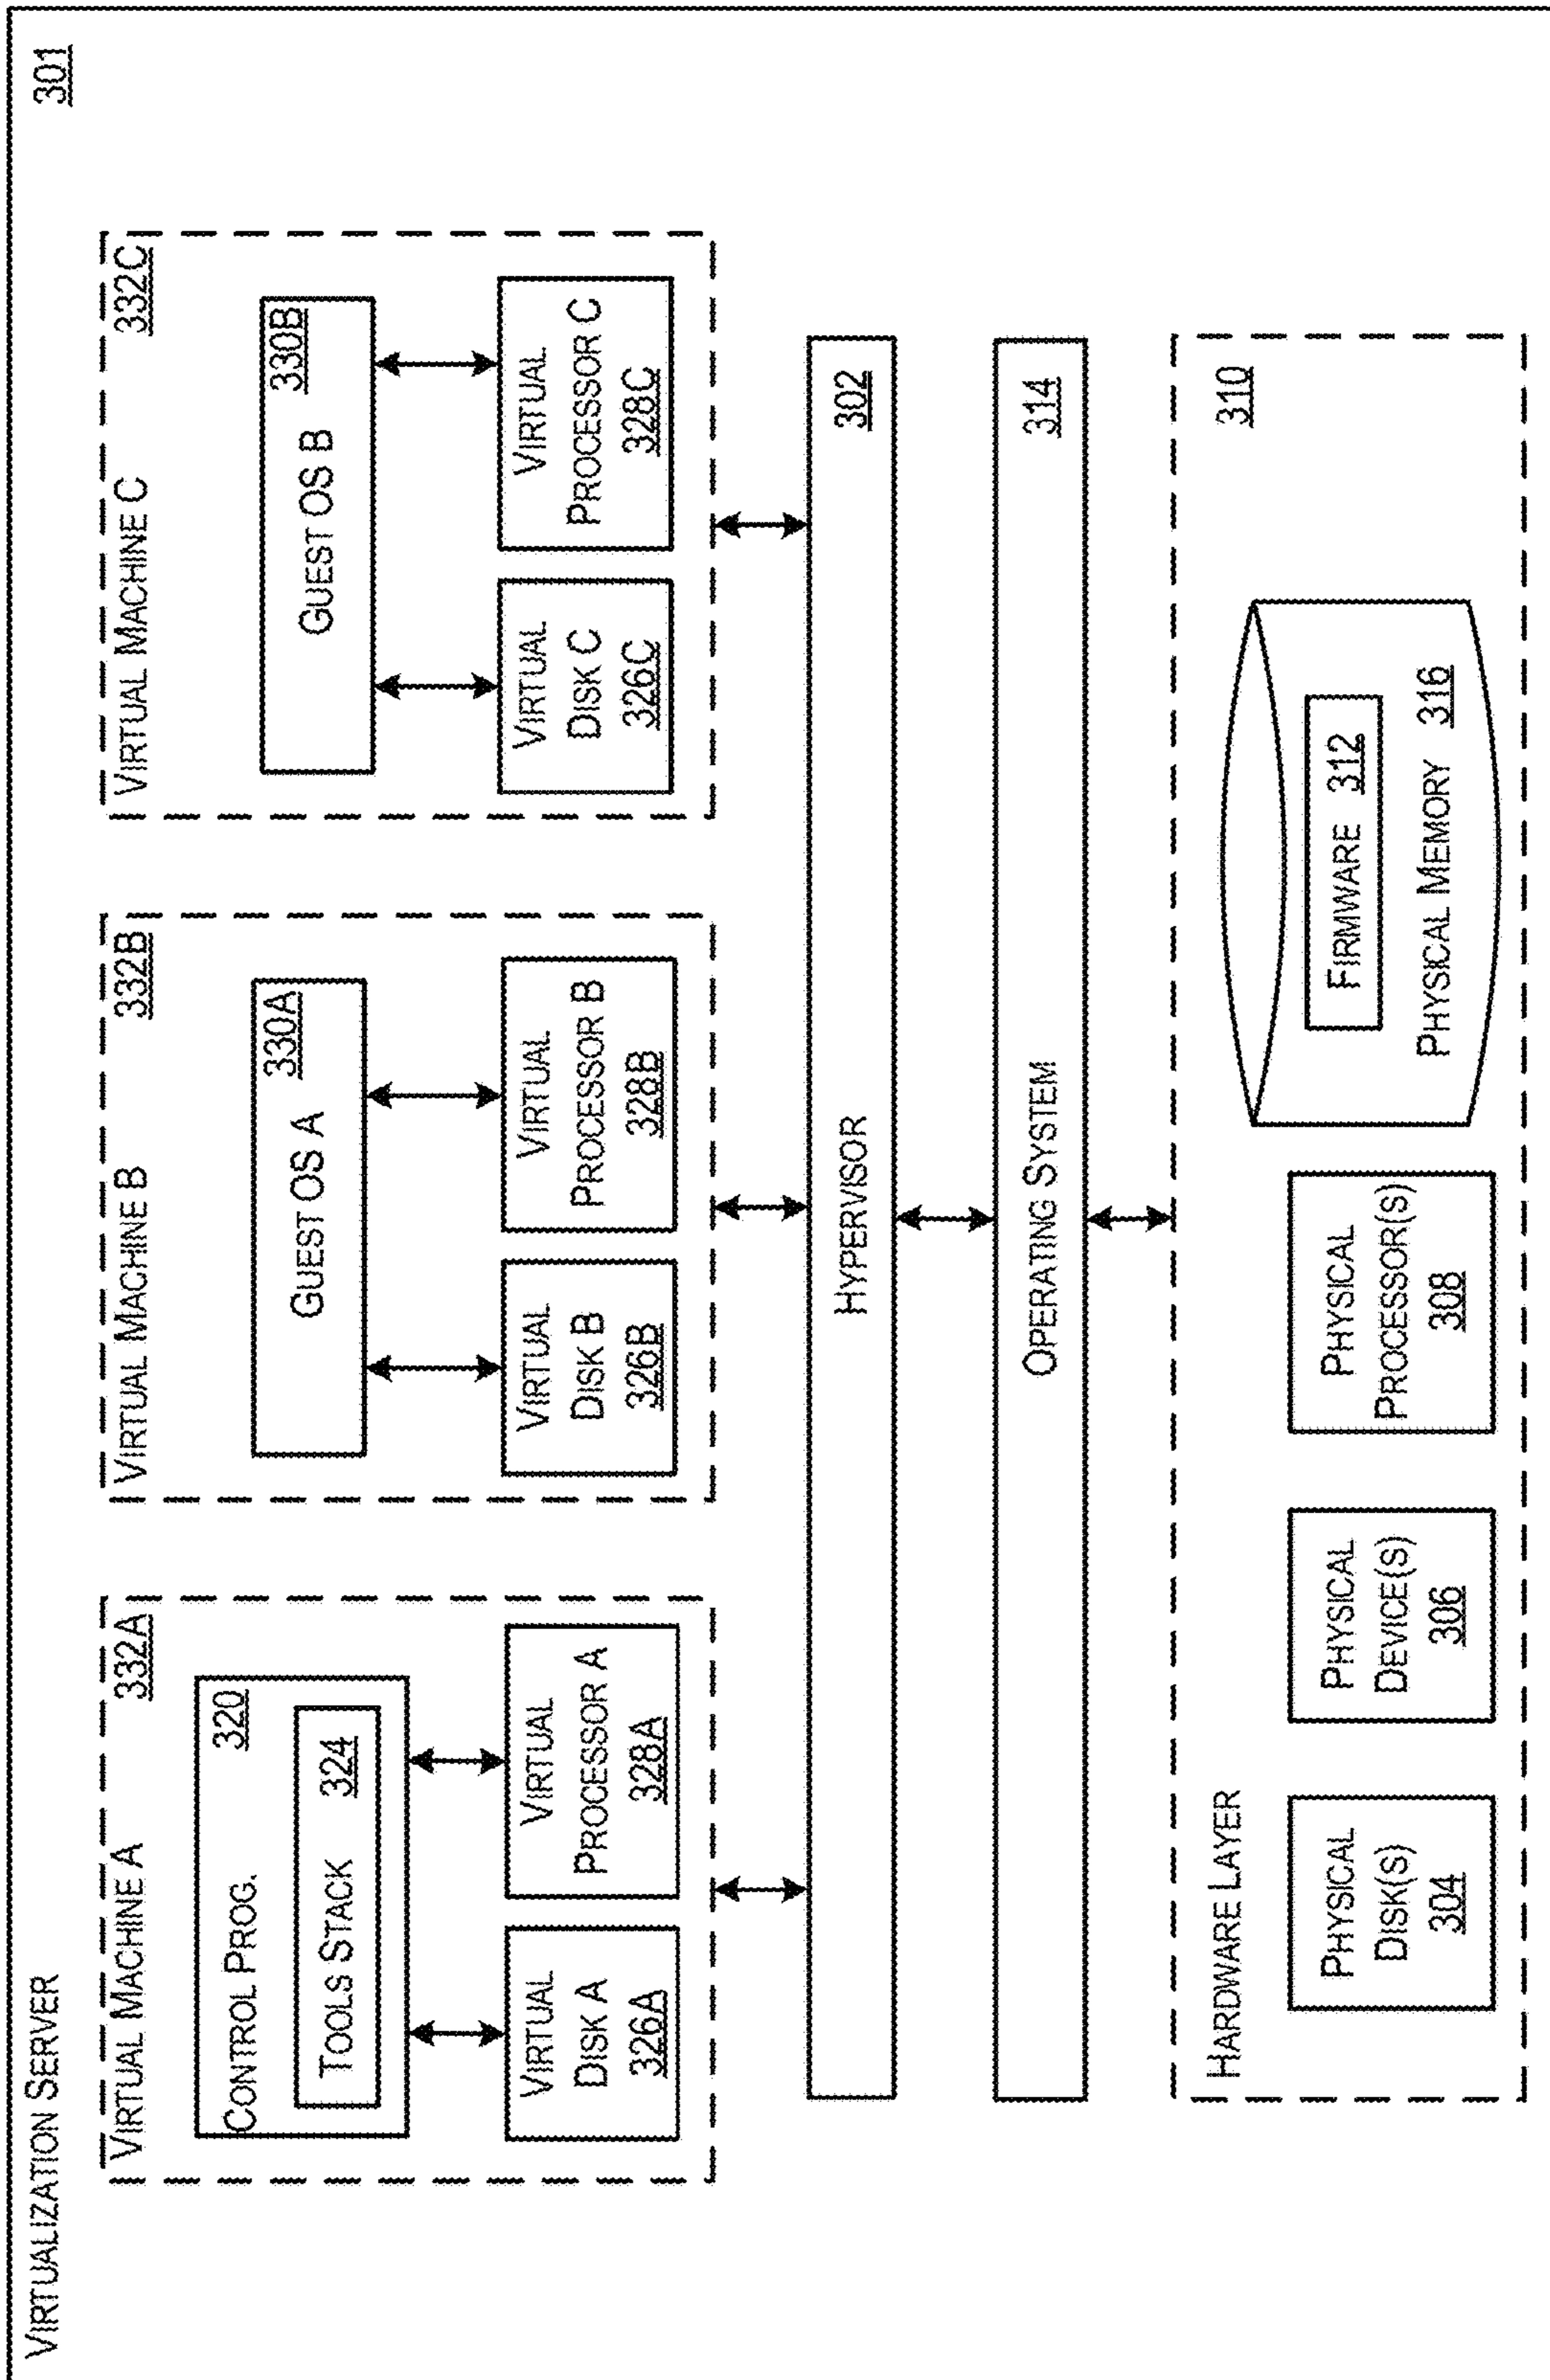 VIRTUALIZATION SERVER
301
VIRTUAL MACHINE A
332A
CONTROL PROG.
320
TOOLS STACK
324
VIRTUAL
DISK A
326A
VIRTUAL
PROCESSOR A
328A
VIRTUAL MACHINE B
332B
GUEST OS A
330A
VIRTUAL
DISK B
326B
VIRTUAL
PROCESSOR B
328B
VIRTUAL MACHINE C
332C
GUEST OS B
330B
VIRTUAL
DISK C
326C
VIRTUAL
PROCESSOR C
328C
HYPERVISOR
302
OPERATING SYSTEM
314
HARDWARE LAYER
310
PHYSICAL
DISK(S)
304
PHYSICAL
DEVICE(S)
306
PHYSICAL
PROCESSOR(S)
308
FIRMWARE 312
PHYSICAL MEMORY 316